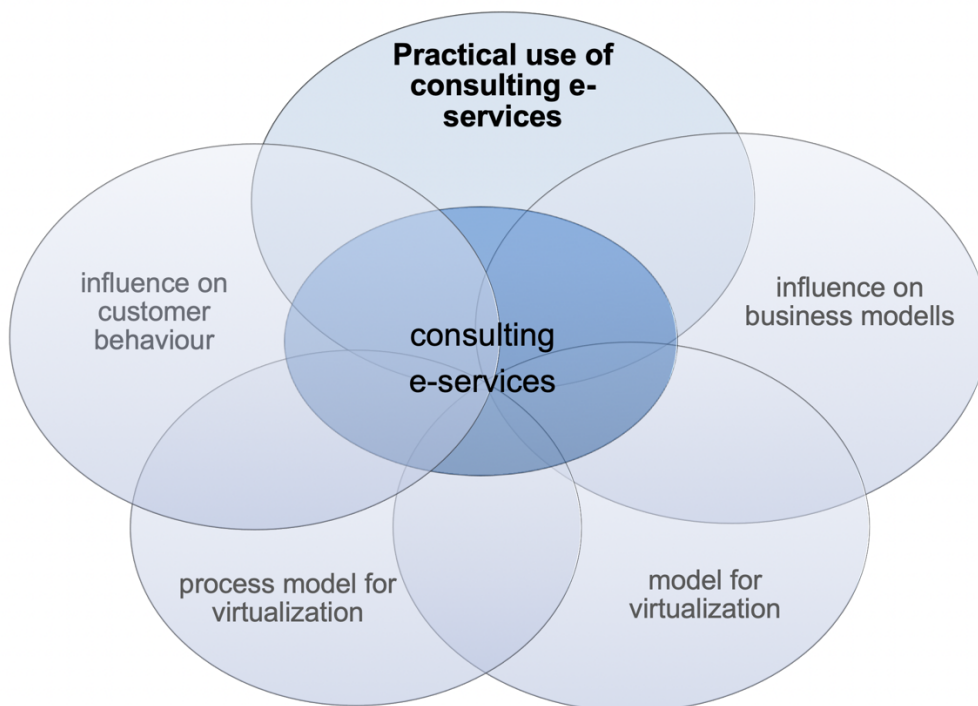 Practical use of
consulting e-
services
influence on
customer
behaviour
influence on
business modells
consulting
e-services
process model for
virtualization
model for
virtualization